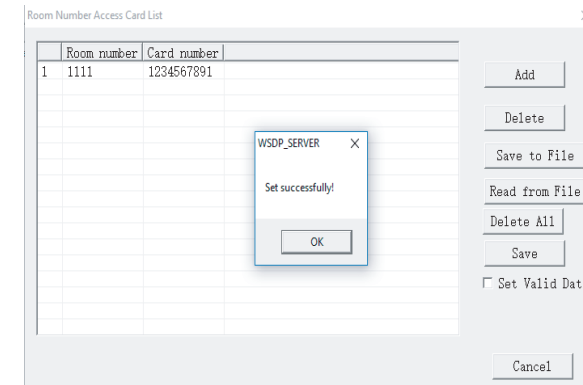 Room Number Access Card List
Room number Card number
1 1111 1234567891
WSDP_SERVER
Set successfully!
OK
Add
Delete
Save to File
Read from File
Delete All
Save
Set Valid Dat
Cancel